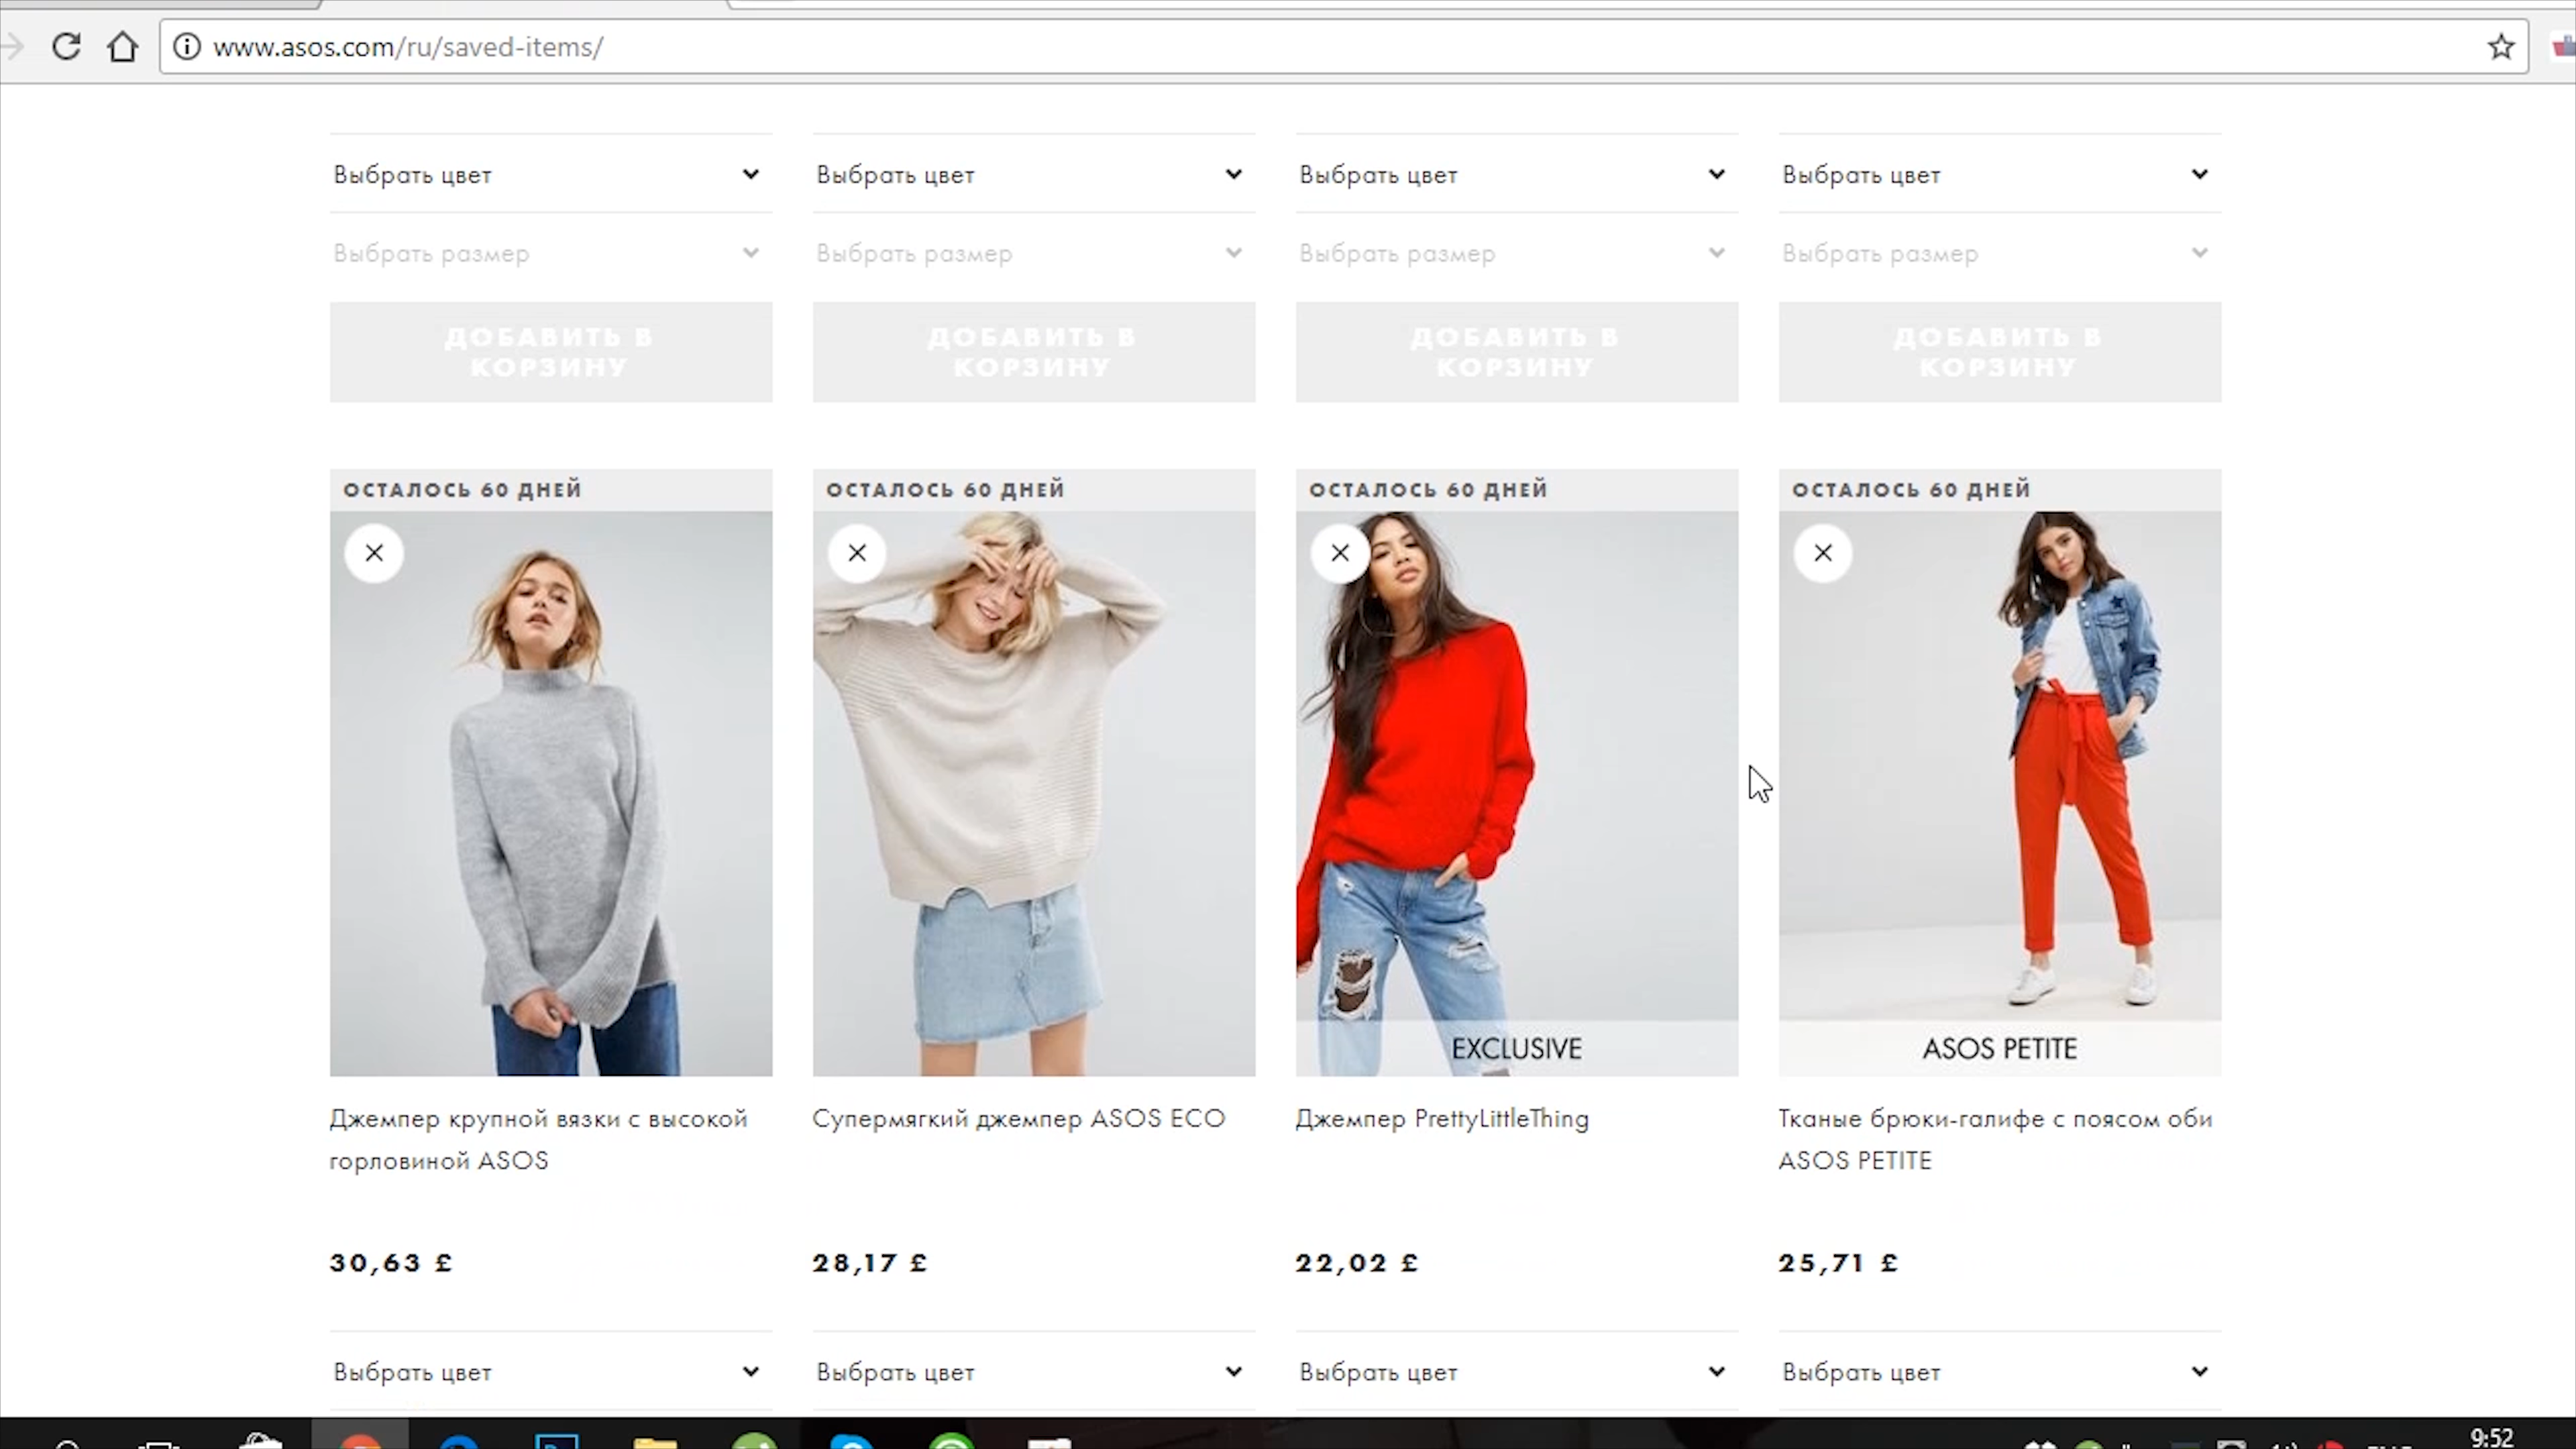 www.asos.com/ru/saved-items/
Выбрать цвет
Выбрать цвет
Выбрать цвет
Выбрать цвет
Выбрать размер
Выбрать размер
Выбрать размер
Выбрать размер
ДОБАВИТЬ В
КОРЗИНУ
ДОБАВИТЬ В
КОРЗИНУ
ДОБАВИТЬ В
КОРЗИНУ
ДОБАВИТЬ В
КОРЗИНУ
ОСТАЛОСЬ 60 ДНЕЙ
ОСТАЛОСЬ 60 ДНЕЙ
ОСТАЛОСЬ 60 ДНЕЙ
ОСТАЛОСЬ 60 ДНЕЙ
EXCLUSIVE
ASOS PETITE
Джемпер крупной вязки с высокой
горловиной ASOS
Супермягкий джемпер ASOS ECO
Джемпер PrettyLittleThing
Тканые брюки-галифе с поясом оби
ASOS PETITE
30,63 £
28,17 £
22,02 £
25,71 £
Выбрать цвет
Выбрать цвет
Выбрать цвет
Выбрать цвет
9:52